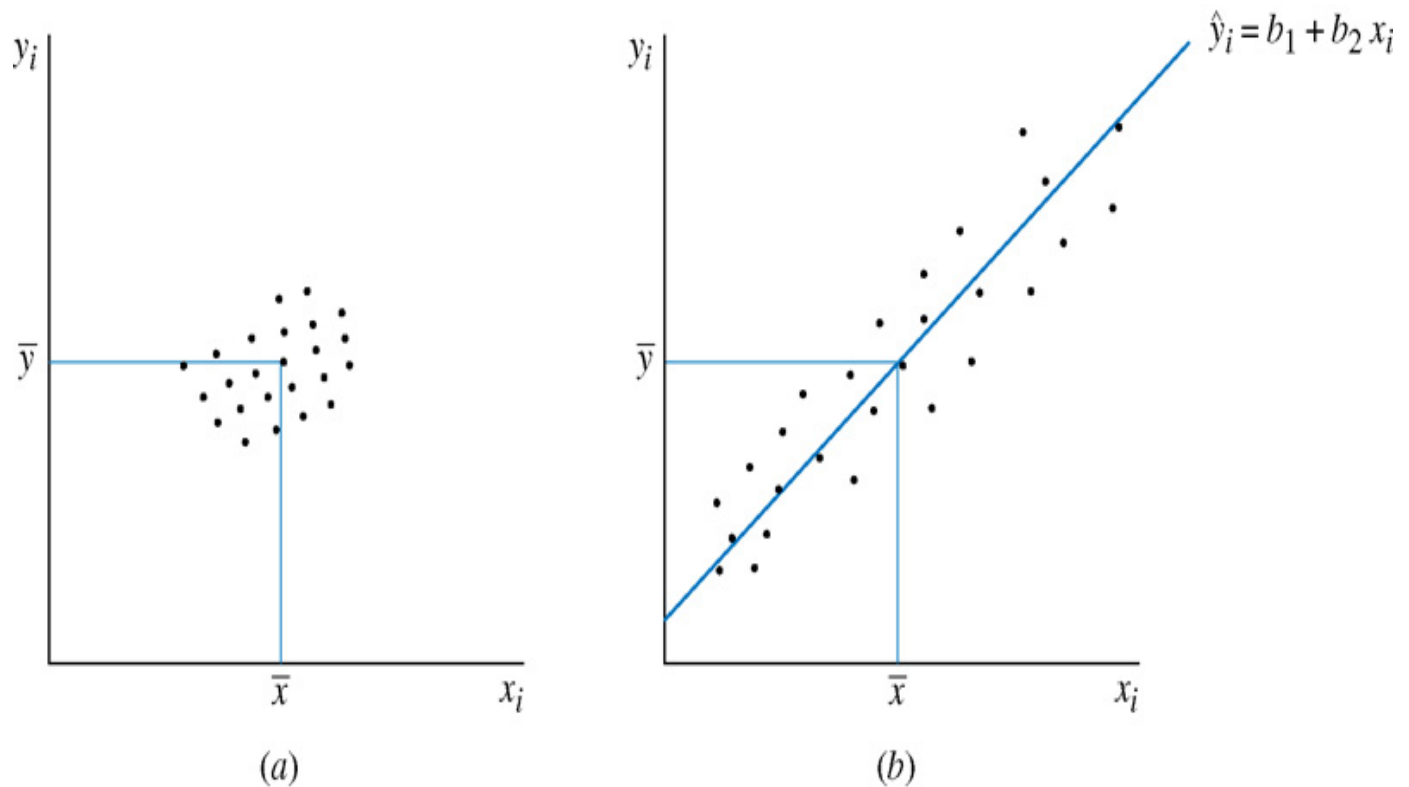 yᵢ
y̅
x̅
xᵢ
(a)
yᵢ
ŷᵢ = b₁ + b₂ xᵢ
y̅
x̅
xᵢ
(b)